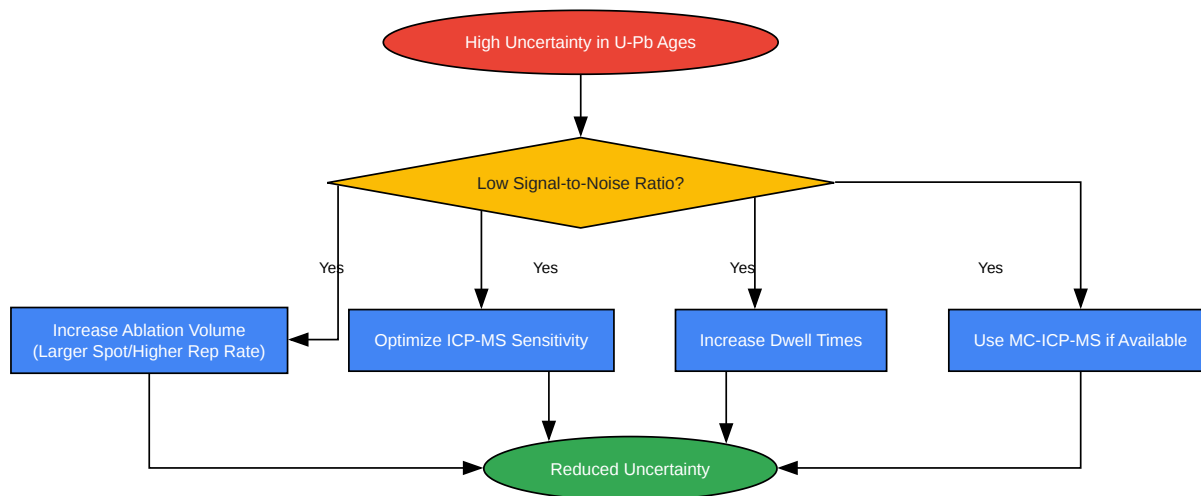 High Uncertainty in U-Pb Ages
Low Signal-to-Noise Ratio?
Yes
Yes
Yes
Yes
Increase Ablation Volume
(Larger Spot/Higher Rep Rate)
Optimize ICP-MS Sensitivity
Increase Dwell Times
Use MC-ICP-MS if Available
Reduced Uncertainty